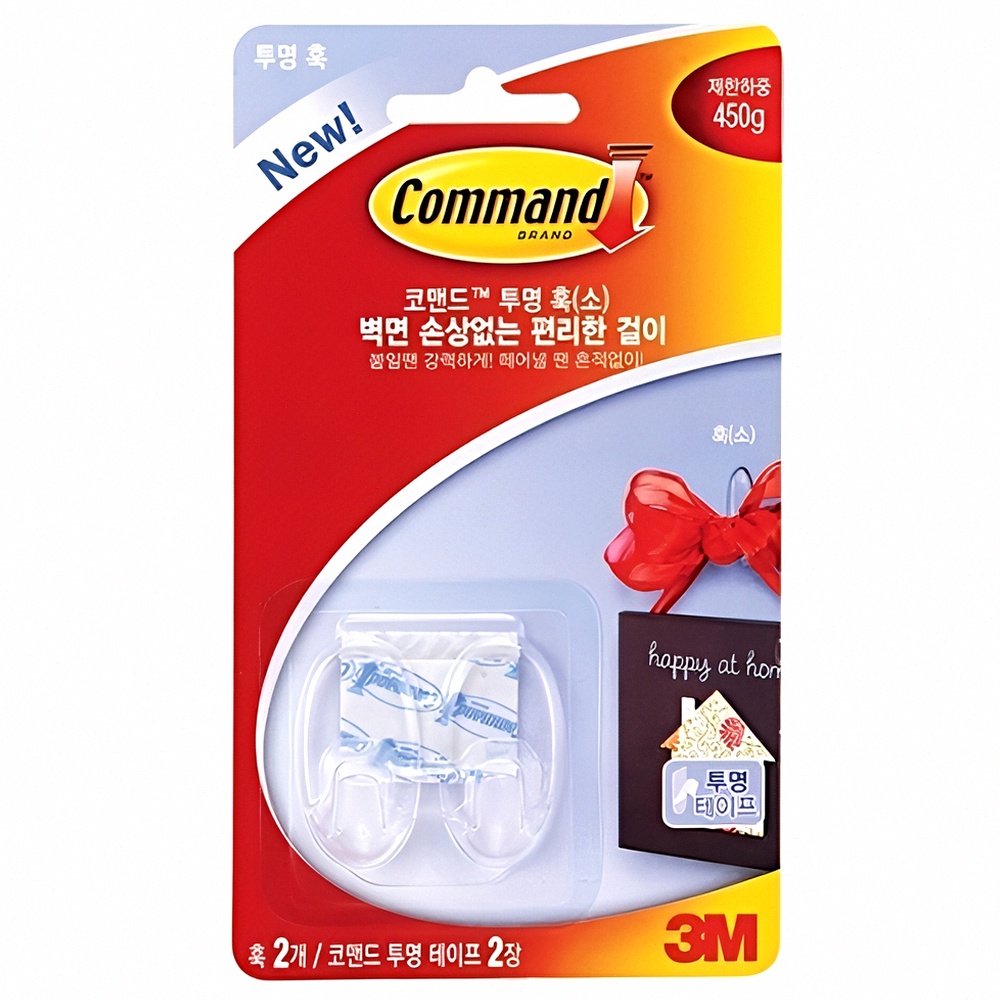 투명 훅
New!
제한하중
450g
Command™
BRAND
코맨드™ 투명 훅(소)
벽면 손상없는 편리한 걸이
강력하게! 떼어낼 땐 흔적없이!
훅(소)
happy at hom
투명
테이프
Command
Command
3M
훅 2개 / 코맨드 투명 테이프 2장